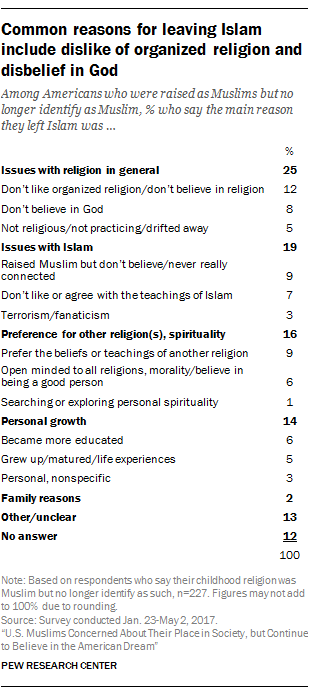 Common reasons for leaving Islam
include dislike of organized religion and
disbelief in God
Among Americans who were raised as Muslims but no
longer identify as Muslim, % who say the main reason
they left Islam was ...
%
Issues with religion in general 25
Don't like organized religion/don't believe in religion 12
Don't believe in God 8
Not religious/not practicing/drifted away 5
Issues with Islam 19
Raised Muslim but don't believe/never really
connected 9
Don't like or agree with the teachings of Islam 7
Terrorism/fanaticism 3
Preference for other religion(s), spirituality 16
Prefer the beliefs or teachings of another religion 9
Open minded to all religions, morality/believe in
being a good person 6
Searching or exploring personal spirituality 1
Personal growth 14
Became more educated 6
Grew up/matured/life experiences 5
Personal, nonspecific 3
Family reasons 2
Other/unclear 13
No answer 12
100
Note: Based on respondents who say their childhood religion was
Muslim but no longer identify as such, n=227. Figures may not add
to 100% due to rounding.
Source: Survey conducted Jan. 23-May 2, 2017.
"U.S. Muslims Concerned About Their Place in Society, but Continue
to Believe in the American Dream"
PEW RESEARCH CENTER